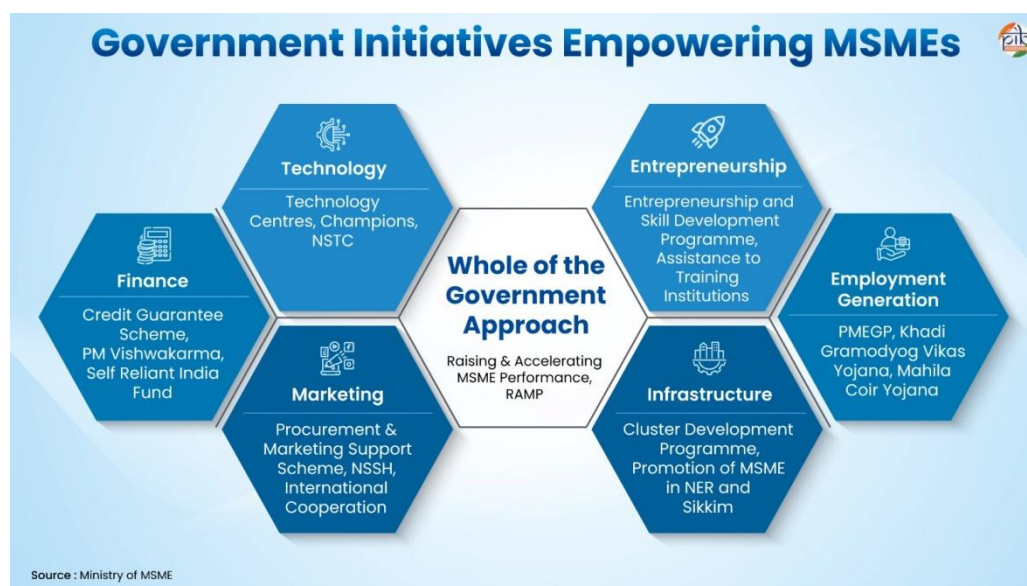 Government Initiatives Empowering MSMEs
pib
Technology
Technology
Centres, Champions,
NSTC
Entrepreneurship
Entrepreneurship and
Skill Development
Programme,
Assistance to
Training
Institutions
Finance
Credit Guarantee
Scheme,
PM Vishwakarma,
Self Reliant India
Fund
Whole of the
Government
Approach
Raising & Accelerating
MSME Performance,
RAMP
Employment
Generation
PMEGP, Khadi
Gramodyog Vikas
Yojana, Mahila
Coir Yojana
Marketing
Procurement &
Marketing Support
Scheme, NSSH,
International
Cooperation
Infrastructure
Cluster Development
Programme,
Promotion of MSME
in NER and
Sikkim
Source : Ministry of MSME